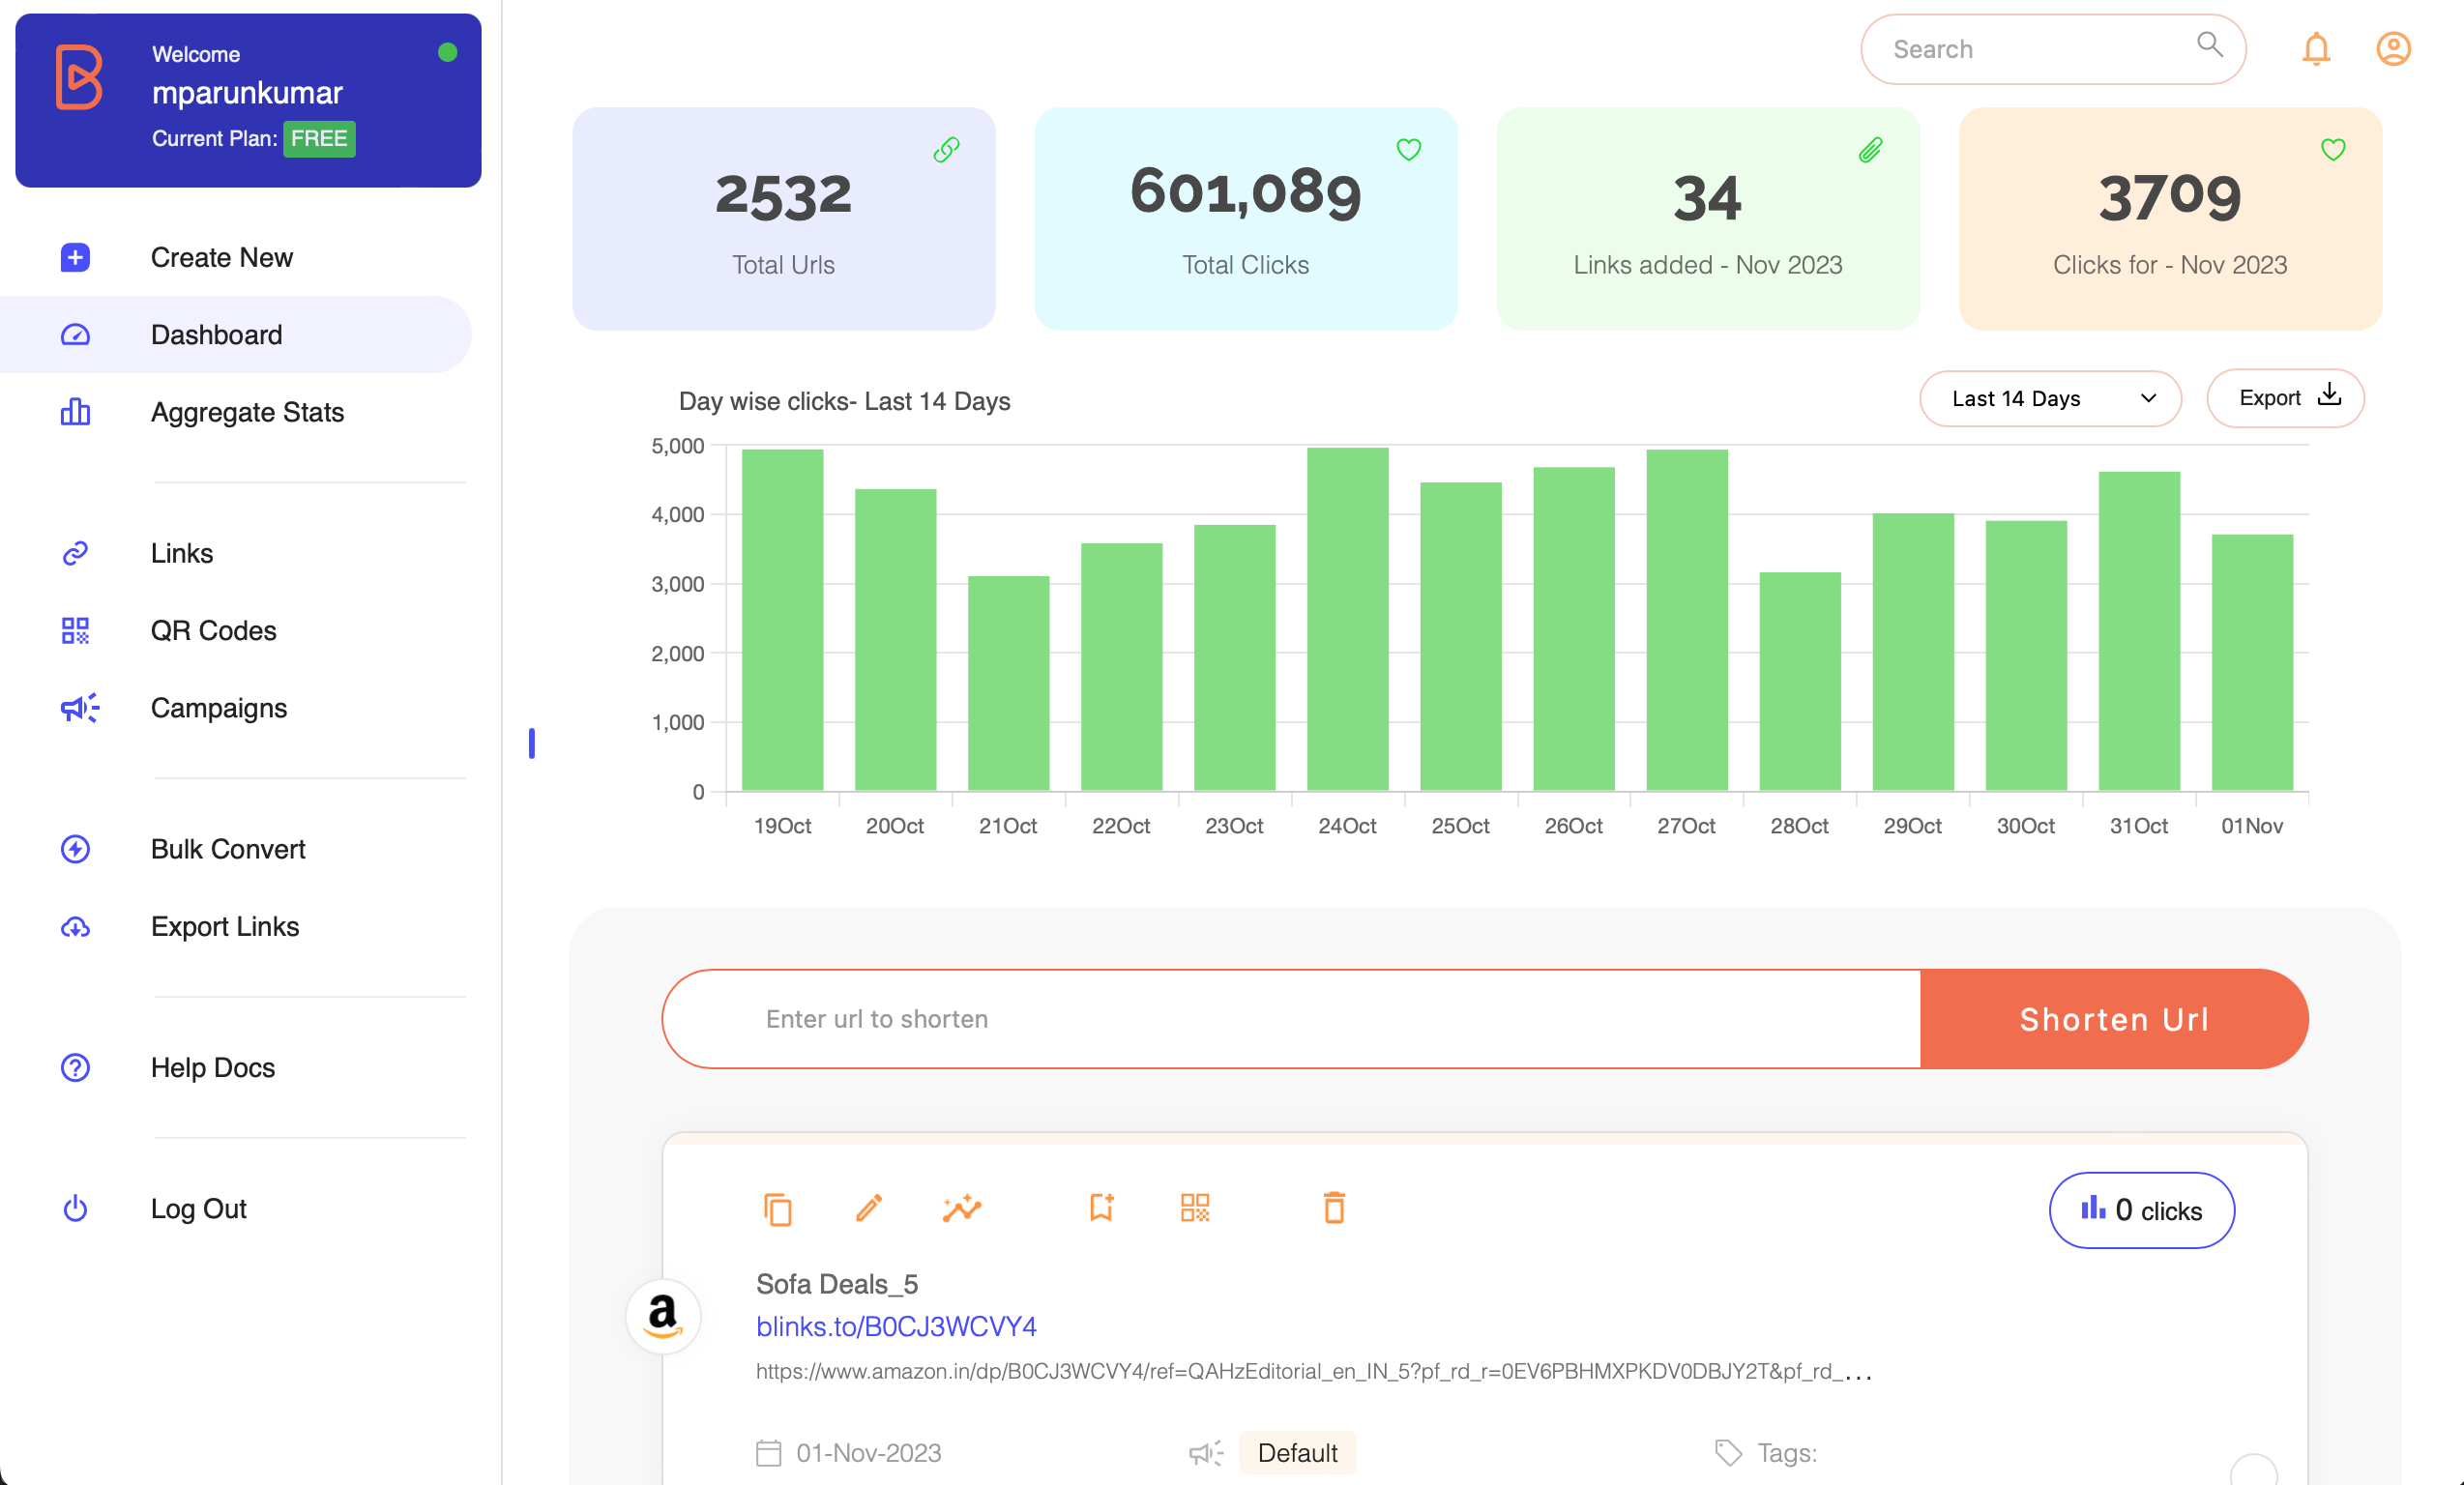 Welcome
mparunkumar
Current Plan: FREE
Create New
Dashboard
Aggregate Stats
Links
QR Codes
Campaigns
Bulk Convert
Export Links
Help Docs
Log Out
Search
2532
Total Urls
601,089
Total Clicks
34
Links added - Nov 2023
3709
Clicks for - Nov 2023
Day wise clicks- Last 14 Days
Last 14 Days
Export
5,000
4,000
3,000
2,000
1,000
0
19Oct 20Oct 21Oct 22Oct 23Oct 24Oct 25Oct 26Oct 27Oct 28Oct 29Oct 30Oct 31Oct 01Nov
Enter url to shorten
Shorten Url
0 clicks
Sofa Deals_5
a
blinks.to/B0CJ3WCVY4
https://www.amazon.in/dp/B0CJ3WCVY4/ref=QAHzEditorial_en_IN_5?pf_rd_r=0EV6PBHMXPKDV0DBJY2T&pf_rd_...
01-Nov-2023
Default
Tags: